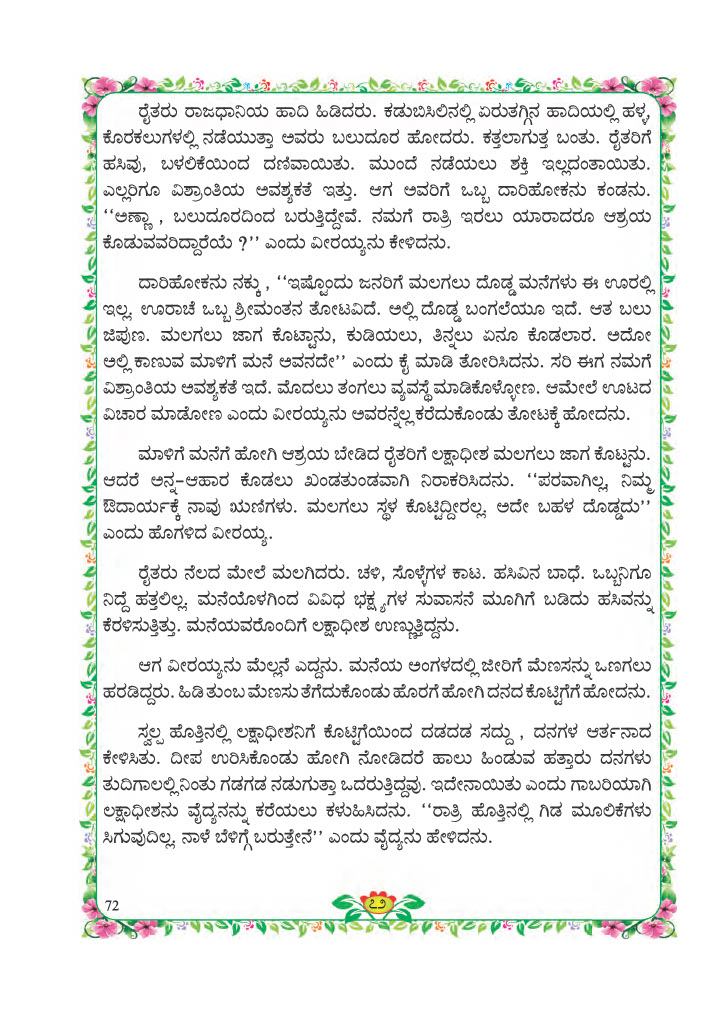 ರೈತರು ರಾಜಧಾನಿಯ ಹಾದಿ ಹಿಡಿದರು. ಕಡುಬಿಸಿಲಿನಲ್ಲಿ ಏರುತಗ್ಗಿನ ಹಾದಿಯಲ್ಲಿ ಹಳ್ಳ,
ಕೊರಕಲುಗಳಲ್ಲಿ ನಡೆಯುತ್ತಾ ಅವರು ಬಲುದೂರ ಹೋದರು. ಕತ್ತಲಾಗುತ್ತ ಬಂತು. ರೈತರಿಗೆ
ಹಸಿವು, ಬಳಲಿಕೆಯಿಂದ ದಣಿವಾಯಿತು. ಮುಂದೆ ನಡೆಯಲು ಶಕ್ತಿ ಇಲ್ಲದಂತಾಯಿತು.
ಎಲ್ಲರಿಗೂ ವಿಶ್ರಾಂತಿಯ ಅವಶ್ಯಕತೆ ಇತ್ತು. ಆಗ ಅವರಿಗೆ ಒಬ್ಬ ದಾರಿಹೋಕನು ಕಂಡನು.
‘‘ಅಣ್ಣಾ , ಬಲುದೂರದಿಂದ ಬರುತ್ತಿದ್ದೇವೆ. ನಮಗೆ ರಾತ್ರಿ ಇರಲು ಯಾರಾದರೂ ಆಶ್ರಯ
ಕೊಡುವವರಿದ್ದಾರೆಯೆ ?’’ ಎಂದು ವೀರಯ್ಯನು ಕೇಳಿದನು.
ದಾರಿಹೋಕನು ನಕ್ಕು , ‘‘ಇಷ್ಟೊಂದು ಜನರಿಗೆ ಮಲಗಲು ದೊಡ್ಡ ಮನೆಗಳು ಈ ಊರಲ್ಲಿ
ಇಲ್ಲ. ಊರಾಚೆ ಒಬ್ಬ ಶ್ರೀಮಂತನ ತೋಟವಿದೆ. ಅಲ್ಲಿ ದೊಡ್ಡ ಬಂಗಲೆಯೂ ಇದೆ. ಆತ ಬಲು
ಜಿಪುಣ. ಮಲಗಲು ಜಾಗ ಕೊಟ್ಟಾನು, ಕುಡಿಯಲು, ತಿನ್ನಲು ಏನೂ ಕೊಡಲಾರ. ಅದೋ
ಅಲ್ಲಿ ಕಾಣುವ ಮಾಳಿಗೆ ಮನೆ ಅವನದೇ’’ ಎಂದು ಕೈ ಮಾಡಿ ತೋರಿಸಿದನು. ಸರಿ ಈಗ ನಮಗೆ
ವಿಶ್ರಾಂತಿಯ ಅವಶ್ಯಕತೆ ಇದೆ. ಮೊದಲು ತಂಗಲು ವ್ಯವಸ್ಥೆ ಮಾಡಿಕೊಳ್ಳೋಣ. ಆಮೇಲೆ ಊಟದ
ವಿಚಾರ ಮಾಡೋಣ ಎಂದು ವೀರಯ್ಯನು ಅವರನ್ನೆಲ್ಲ ಕರೆದುಕೊಂಡು ತೋಟಕ್ಕೆ ಹೋದನು.
ಮಾಳಿಗೆ ಮನೆಗೆ ಹೋಗಿ ಆಶ್ರಯ ಬೇಡಿದ ರೈತರಿಗೆ ಲಕ್ಷಾಧೀಶ ಮಲಗಲು ಜಾಗ ಕೊಟ್ಟನು.
ಆದರೆ ಅನ್ನ-ಆಹಾರ ಕೊಡಲು ಖಂಡತುಂಡವಾಗಿ ನಿರಾಕರಿಸಿದನು. ‘‘ಪರವಾಗಿಲ್ಲ, ನಿಮ್ಮ
ಔದಾರ್ಯಕ್ಕೆ ನಾವು ಋಣಿಗಳು. ಮಲಗಲು ಸ್ಥಳ ಕೊಟ್ಟಿದ್ದೀರಲ್ಲ. ಅದೇ ಬಹಳ ದೊಡ್ಡದು’’
ಎಂದು ಹೊಗಳಿದ ವೀರಯ್ಯ.
ರೈತರು ನೆಲದ ಮೇಲೆ ಮಲಗಿದರು. ಚಳಿ, ಸೊಳ್ಳೆಗಳ ಕಾಟ. ಹಸಿವಿನ ಬಾಧೆ. ಒಬ್ಬನಿಗೂ
ನಿದ್ದೆ ಹತ್ತಲಿಲ್ಲ. ಮನೆಯೊಳಗಿಂದ ವಿವಿಧ ಭಕ್ಷ್ಯಗಳ ಸುವಾಸನೆ ಮೂಗಿಗೆ ಬಡಿದು ಹಸಿವನ್ನು
ಕೆರಳಿಸುತ್ತಿತ್ತು. ಮನೆಯವರೊಂದಿಗೆ ಲಕ್ಷಾಧೀಶ ಉಣ್ಣುತ್ತಿದ್ದನು.
ಆಗ ವೀರಯ್ಯನು ಮೆಲ್ಲನೆ ಎದ್ದನು. ಮನೆಯ ಅಂಗಳದಲ್ಲಿ ಜೀರಿಗೆ ಮೆಣಸನ್ನು ಒಣಗಲು
ಹರಡಿದ್ದರು. ಹಿಡಿ ತುಂಬ ಮೆಣಸು ತೆಗೆದುಕೊಂಡು ಹೊರಗೆ ಹೋಗಿ ದನದ ಕೊಟ್ಟಿಗೆಗೆ ಹೋದನು.
ಸ್ವಲ್ಪ ಹೊತ್ತಿನಲ್ಲಿ ಲಕ್ಷಾಧೀಶನಿಗೆ ಕೊಟ್ಟಿಗೆಯಿಂದ ದಡದಡ ಸದ್ದು , ದನಗಳ ಆರ್ತನಾದ
ಕೇಳಿಸಿತು. ದೀಪ ಉರಿಸಿಕೊಂಡು ಹೋಗಿ ನೋಡಿದರೆ ಹಾಲು ಹಿಂಡುವ ಹತ್ತಾರು ದನಗಳು
ತುದಿಗಾಲಲ್ಲಿ ನಿಂತು ಗಡಗಡ ನಡುಗುತ್ತಾ ಒದರುತ್ತಿದ್ದವು. ಇದೇನಾಯಿತು ಎಂದು ಗಾಬರಿಯಾಗಿ
ಲಕ್ಷಾಧೀಶನು ವೈದ್ಯನನ್ನು ಕರೆಯಲು ಕಳುಹಿಸಿದನು. ‘‘ರಾತ್ರಿ ಹೊತ್ತಿನಲ್ಲಿ ಗಿಡ ಮೂಲಿಕೆಗಳು
ಸಿಗುವುದಿಲ್ಲ. ನಾಳೆ ಬೆಳಿಗ್ಗೆ ಬರುತ್ತೇನೆ’’ ಎಂದು ವೈದ್ಯನು ಹೇಳಿದನು.
72
೭೨